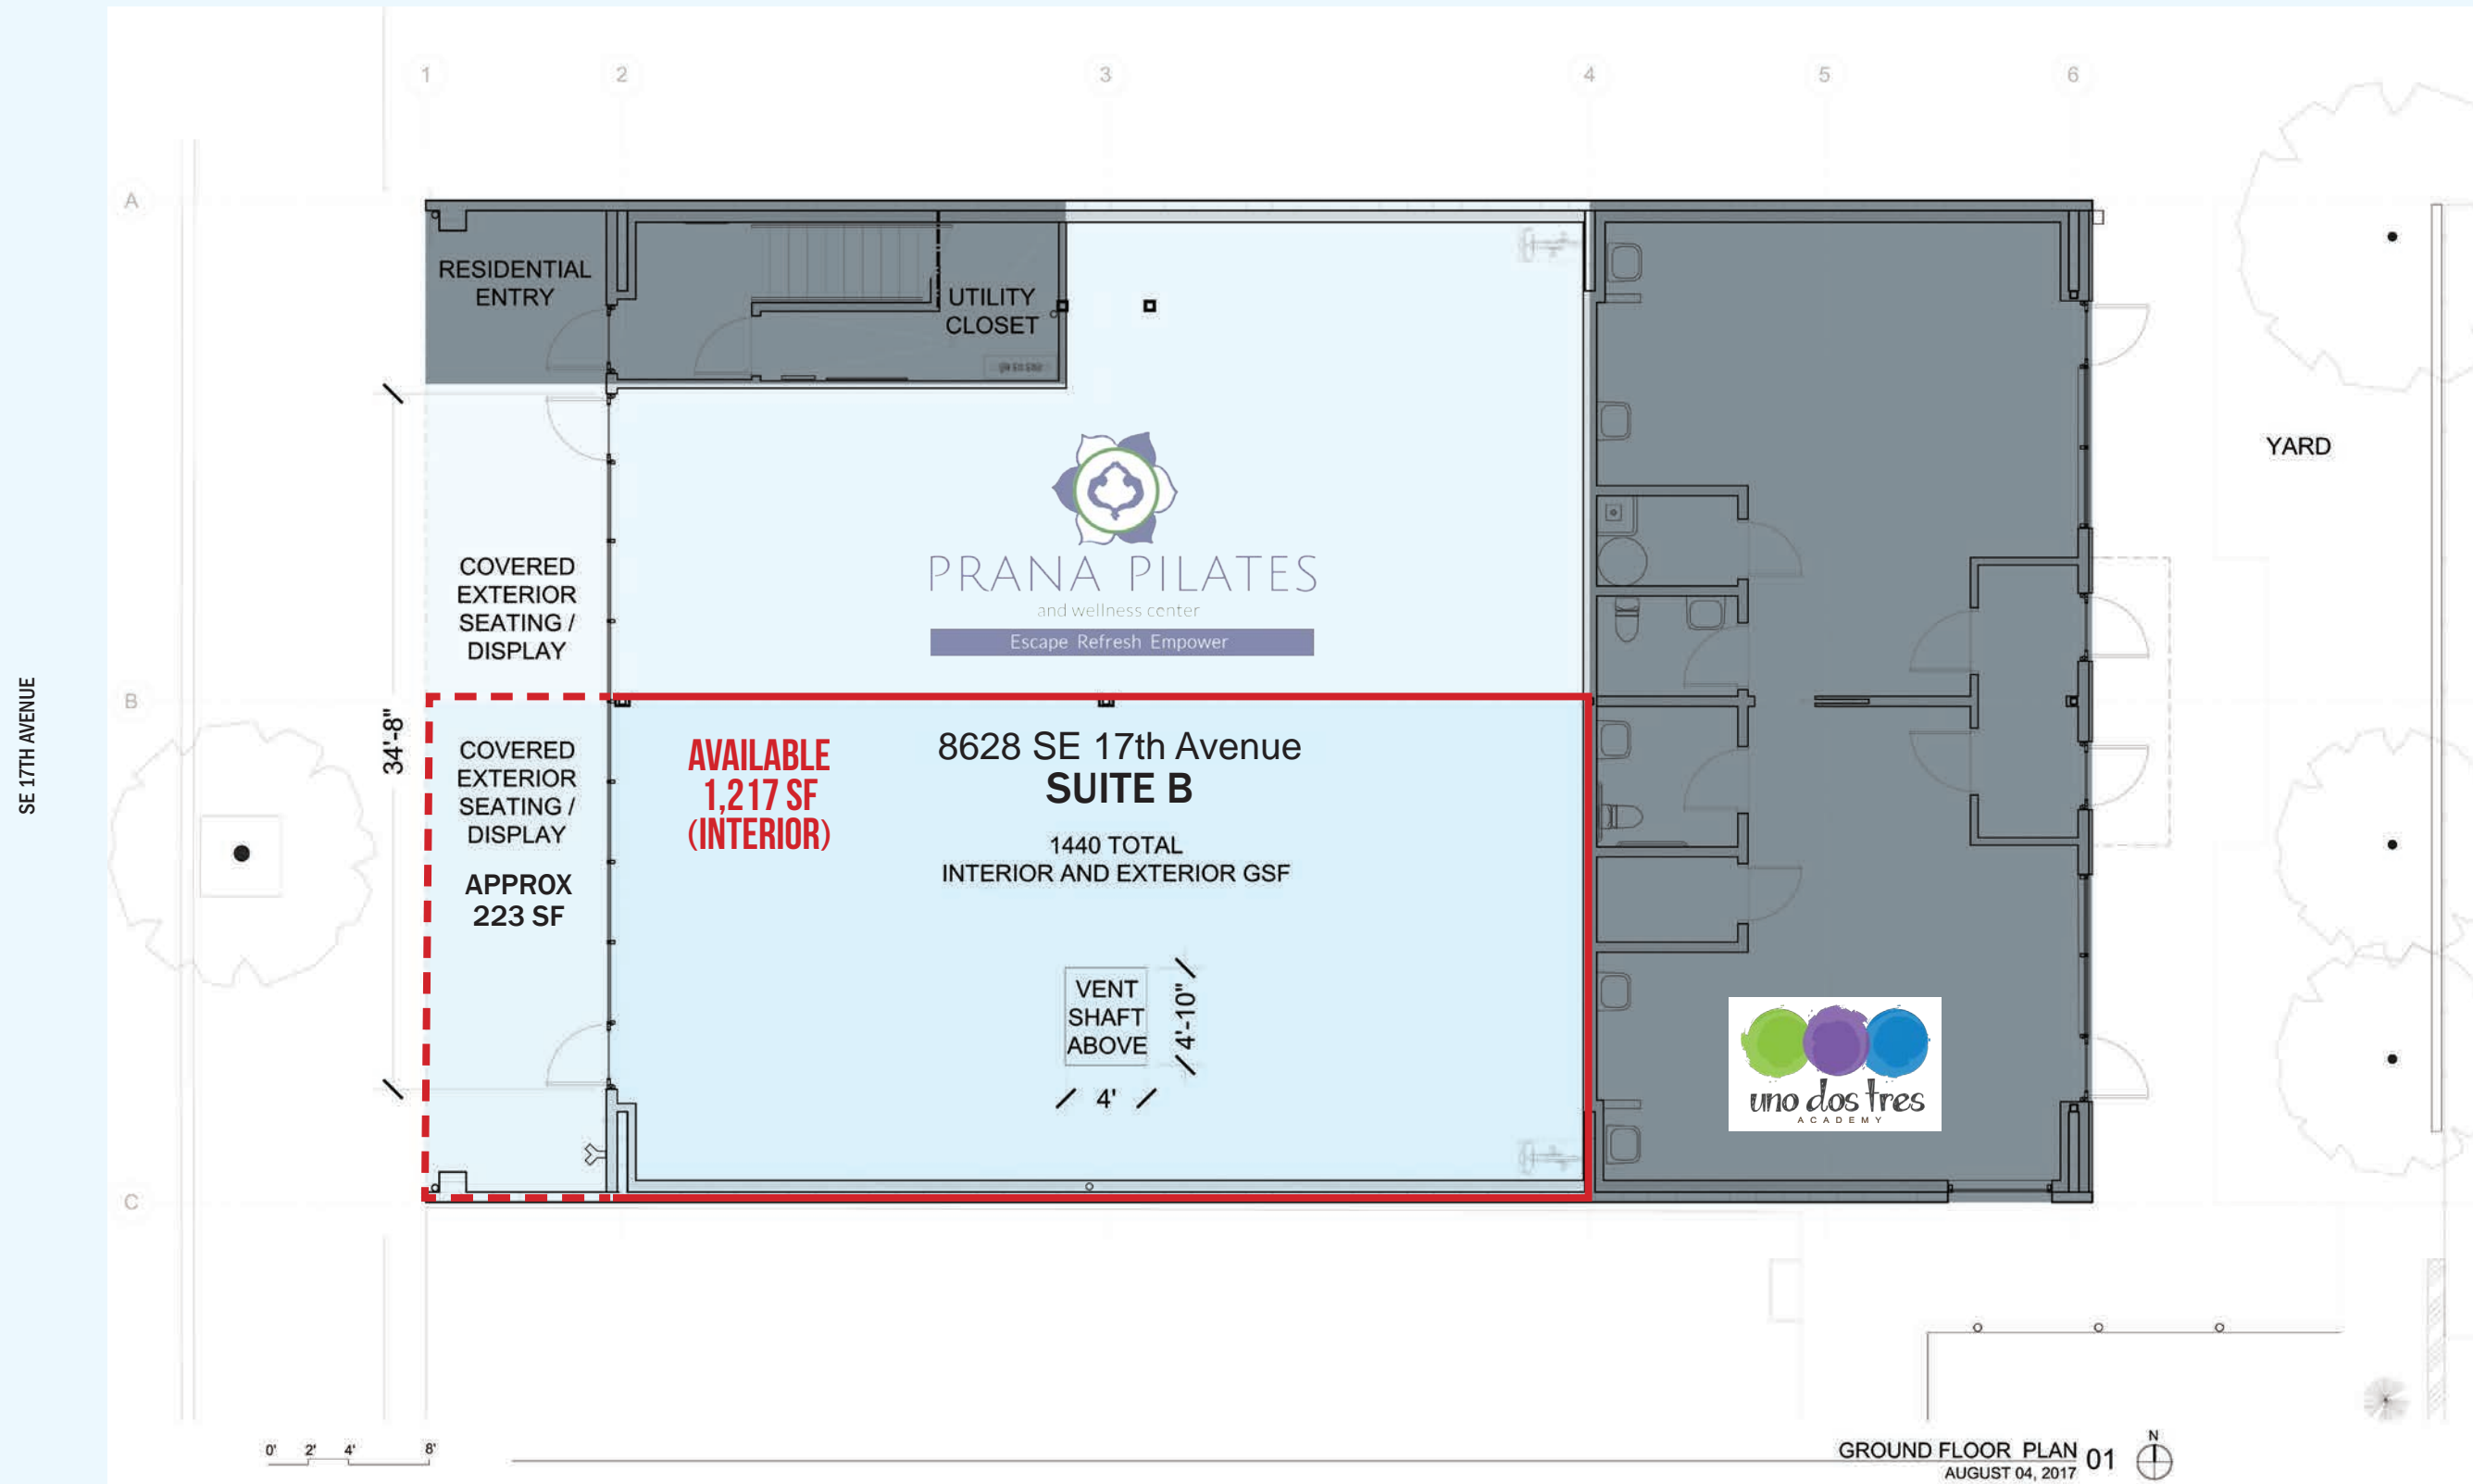 1
2
3
4
5
6
A
RESIDENTIAL
ENTRY
UTILITY
CLOSET
YARD
PRANA PILATES
and wellness center
Escape Refresh Empower
COVERED
EXTERIOR
SEATING /
DISPLAY
SE 17TH AVENUE
B
34'-8"
COVERED
EXTERIOR
SEATING /
DISPLAY
APPROX
223 SF
AVAILABLE
1,217 SF
(INTERIOR)
8628 SE 17th Avenue
SUITE B
1440 TOTAL
INTERIOR AND EXTERIOR GSF
VENT
SHAFT
ABOVE
4'-10"
4'
uno dos tres
ACADEMY
C
0' 2' 4' 8'
GROUND FLOOR PLAN 01
AUGUST 04, 2017
N